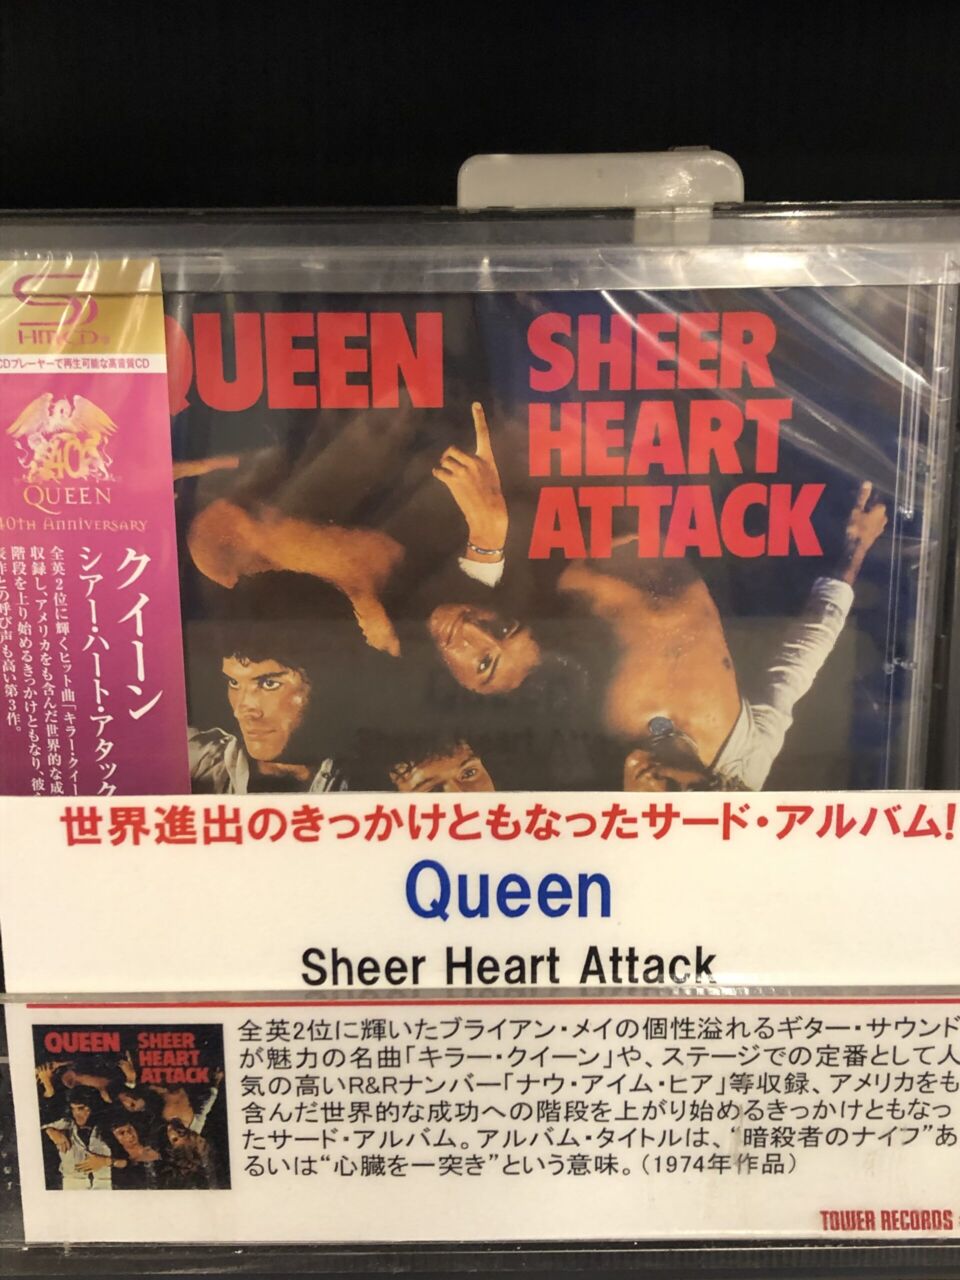 SHM-CD
CDプレーヤーで再生可能な高音質CD
QUEEN
40TH ANNIVERSARY
クイーン
シアー・ハート・アタック
全英2位に輝くヒット曲「キラー・クイー
収録し、アメリカをも含んだ世界的な成
階段を上り始めるきっかけともなり、彼
表作との呼び声も高い第3作。
QUEEN
SHEER
HEART
ATTACK
世界進出のきっかけともなったサード・アルバム!
Queen
Sheer Heart Attack
QUEEN
SHEER
HEART
ATTACK
全英2位に輝いたブライアン・メイの個性溢れるギター・サウンド
が魅力の名曲「キラー・クイーン」や、ステージでの定番として人
気の高いR&Rナンバー「ナウ・アイム・ヒア」等収録、アメリカをも
含んだ世界的な成功への階段を上がり始めるきっかけともなっ
たサード・アルバム。アルバム・タイトルは、“暗殺者のナイフ”あ
るいは“心臓を一突き”という意味。(1974年作品)
TOWER RECORDS